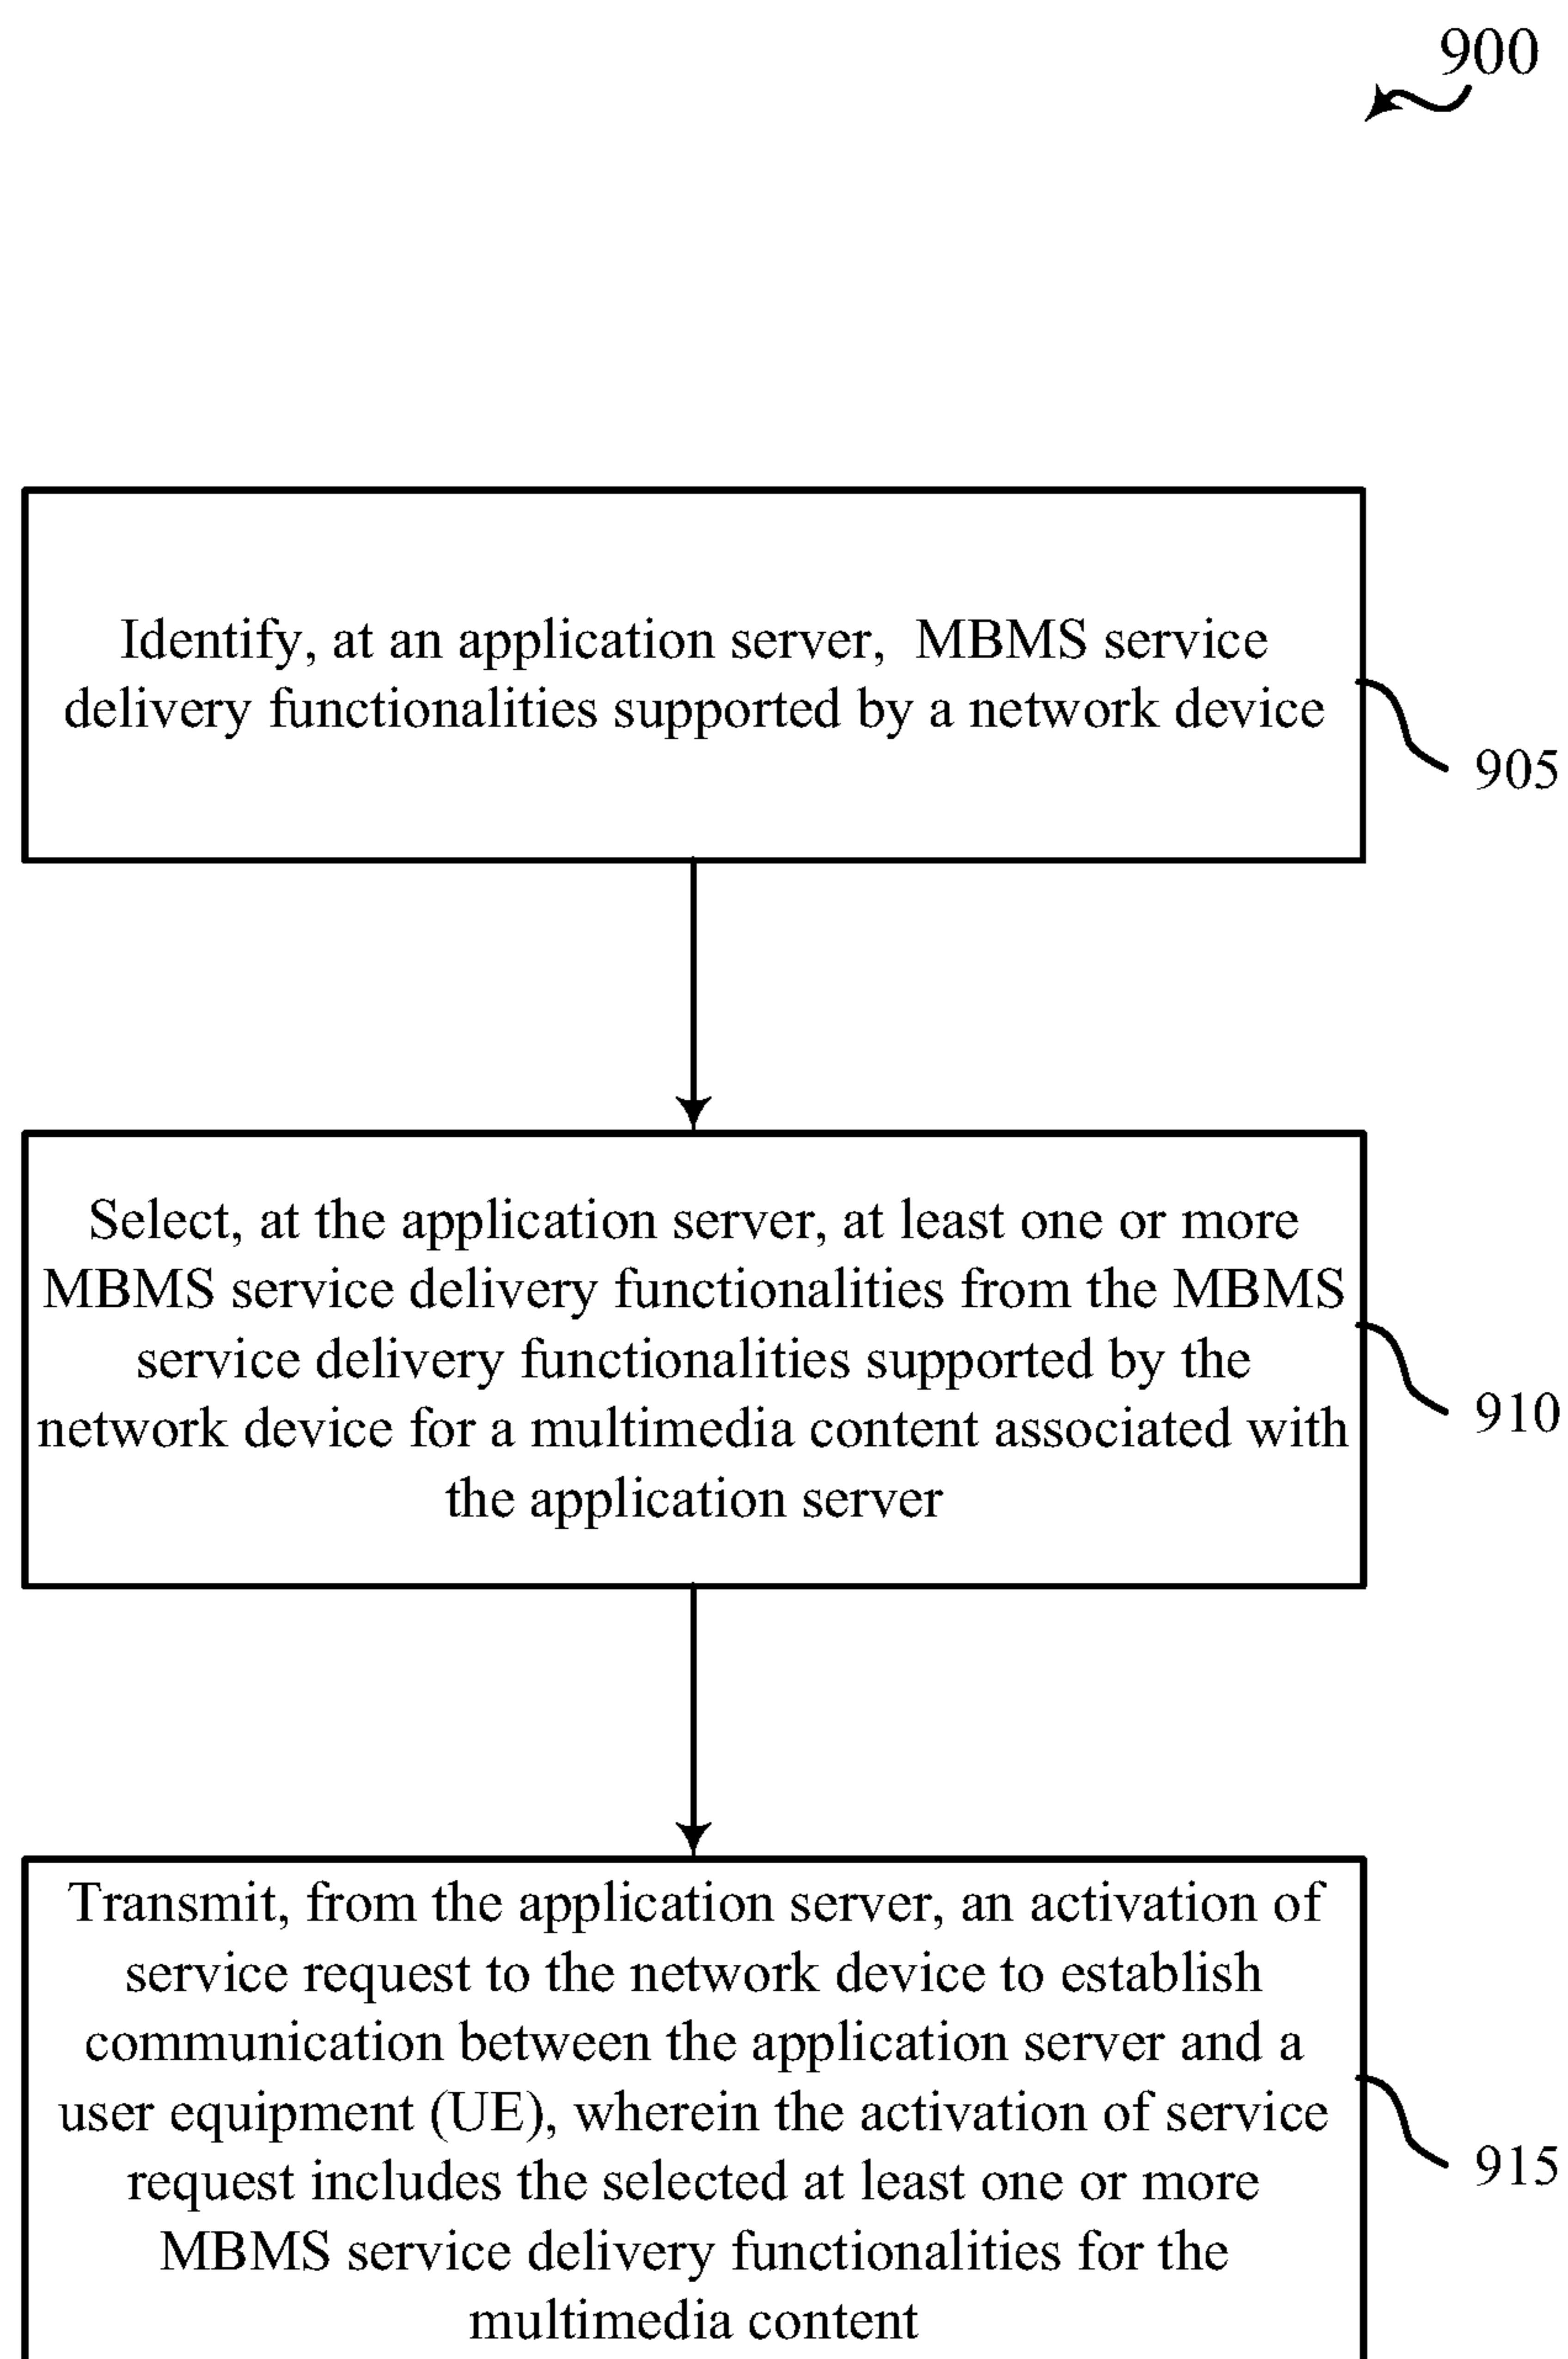 900
Identify, at an application server,  MBMS service
delivery functionalities supported by a network device
905
Select, at the application server, at least one or more
MBMS service delivery functionalities from the MBMS
service delivery functionalities supported by the
network device for a multimedia content associated with
the application server
910
Transmit, from the application server, an activation of
service request to the network device to establish
communication between the application server and a
user equipment (UE), wherein the activation of service
request includes the selected at least one or more
MBMS service delivery functionalities for the
multimedia content
915